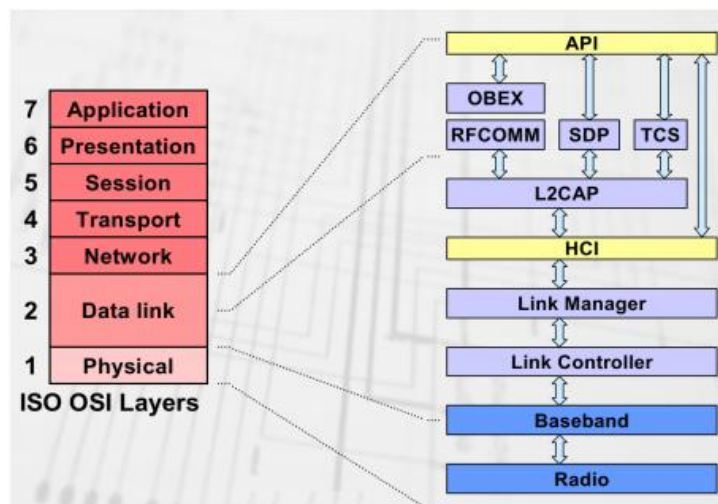 7 Application
6 Presentation
5 Session
4 Transport
3 Network
2 Data link
1 Physical
ISO OSI Layers
API
OBEX
RFCOMM SDP TCS
L2CAP
HCI
Link Manager
Link Controller
Baseband
Radio